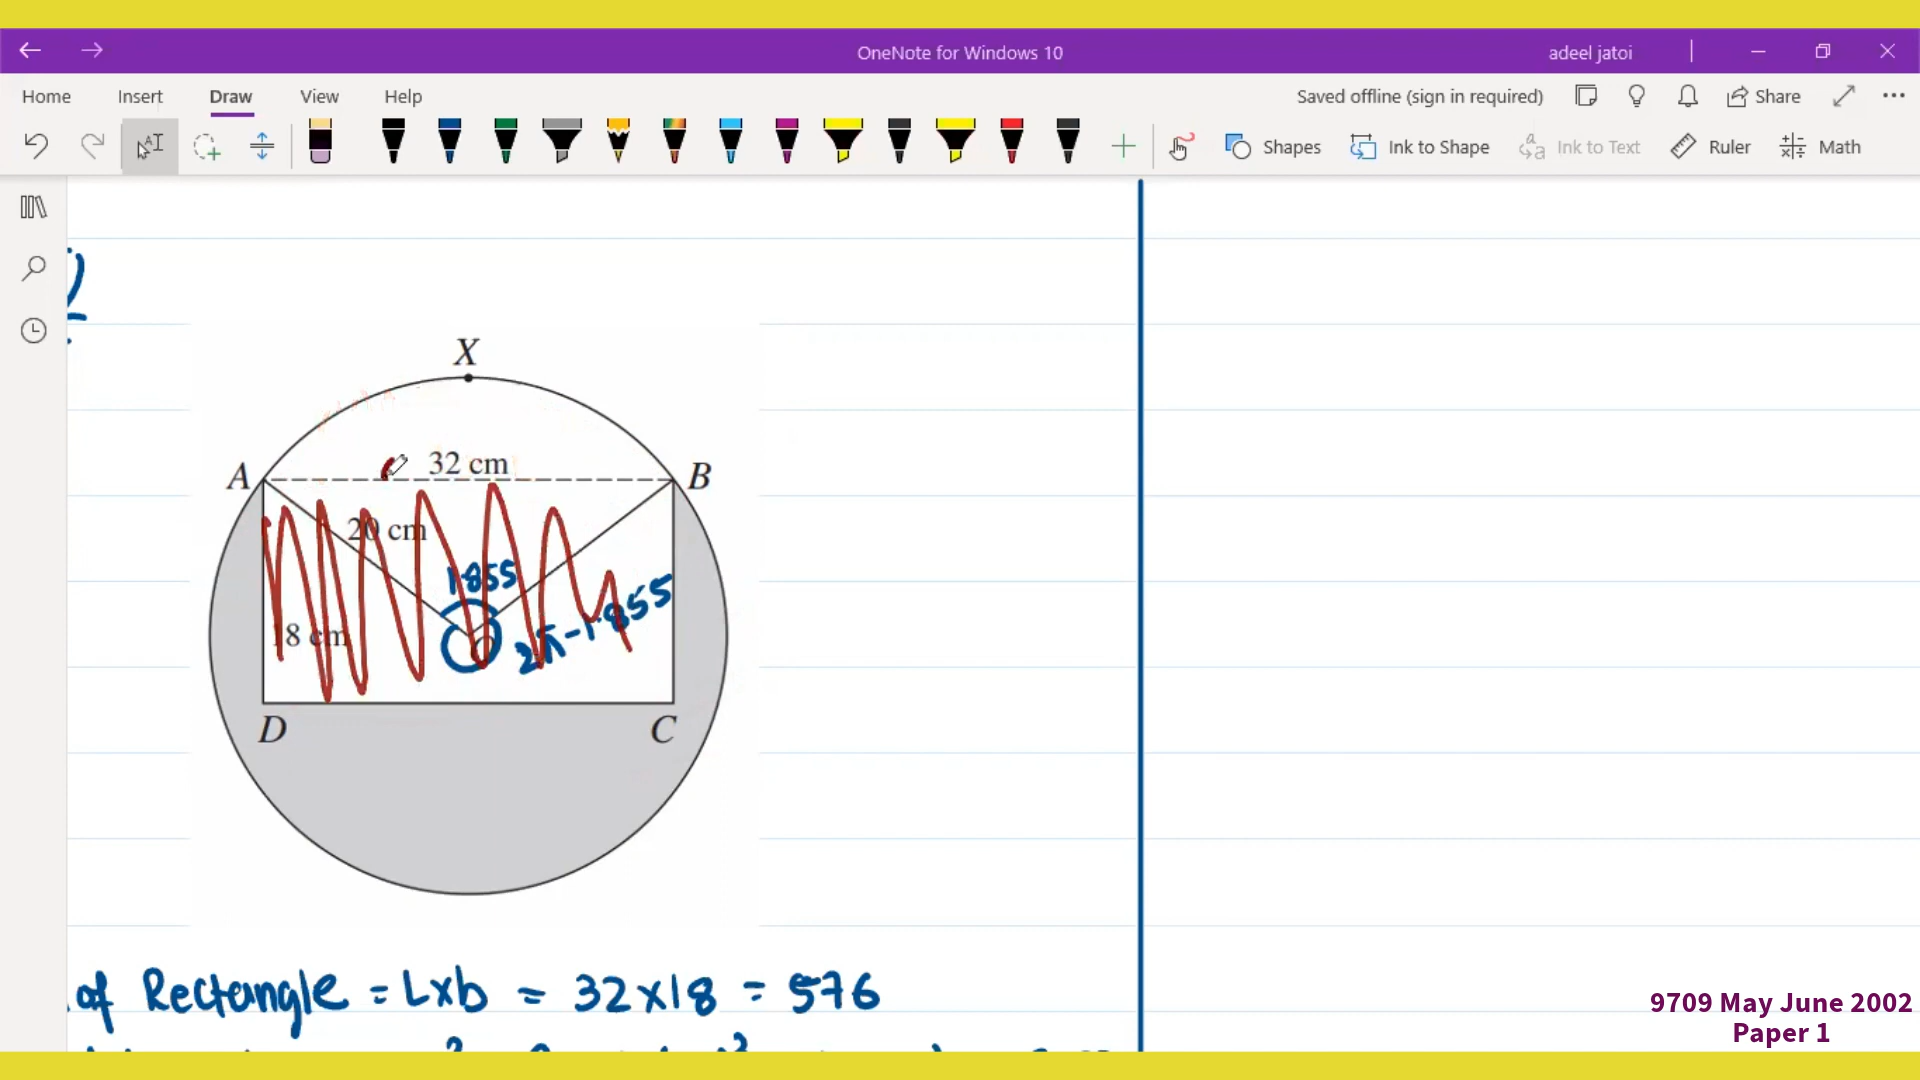 OneNote for Windows 10
adeel jatoi
Home Insert Draw View Help
Saved offline (sign in required)
Share
Shapes
Ink to Shape
Ink to Text
Ruler
Math
X
A
32 cm
B
20 cm
1.855
18 cm
O
2π-1.855
D
C
of Rectangle = Lxb = 32x18 = 576
9709 May June 2002
Paper 1